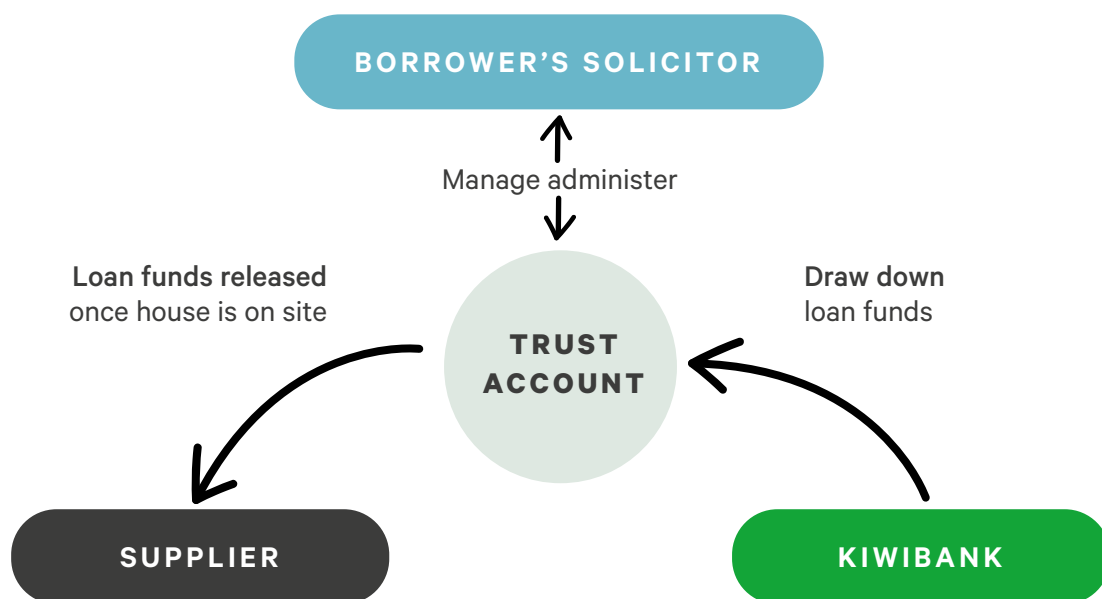 BORROWER’S SOLICITOR
Manage administer
Loan funds released
once house is on site
Draw down
loan funds
TRUST
ACCOUNT
SUPPLIER
KIWIBANK